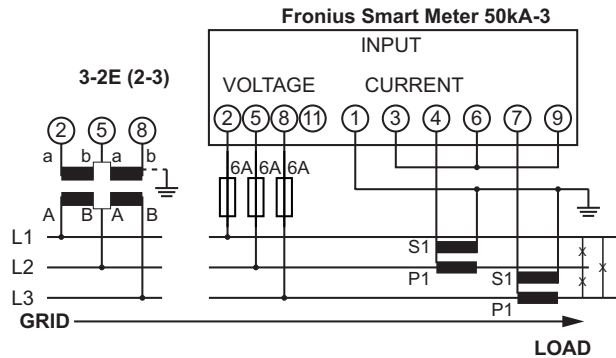 Fronius Smart Meter 50kA-3
INPUT
3-2E (2-3)
VOLTAGE CURRENT
2 5 8 2 5 8 11 1 3 4 6 7 9
a b a b
6A 6A 6A
A B A B
L1
S1
L2
P1 S1
L3
P1
GRID
LOAD
x
x
x